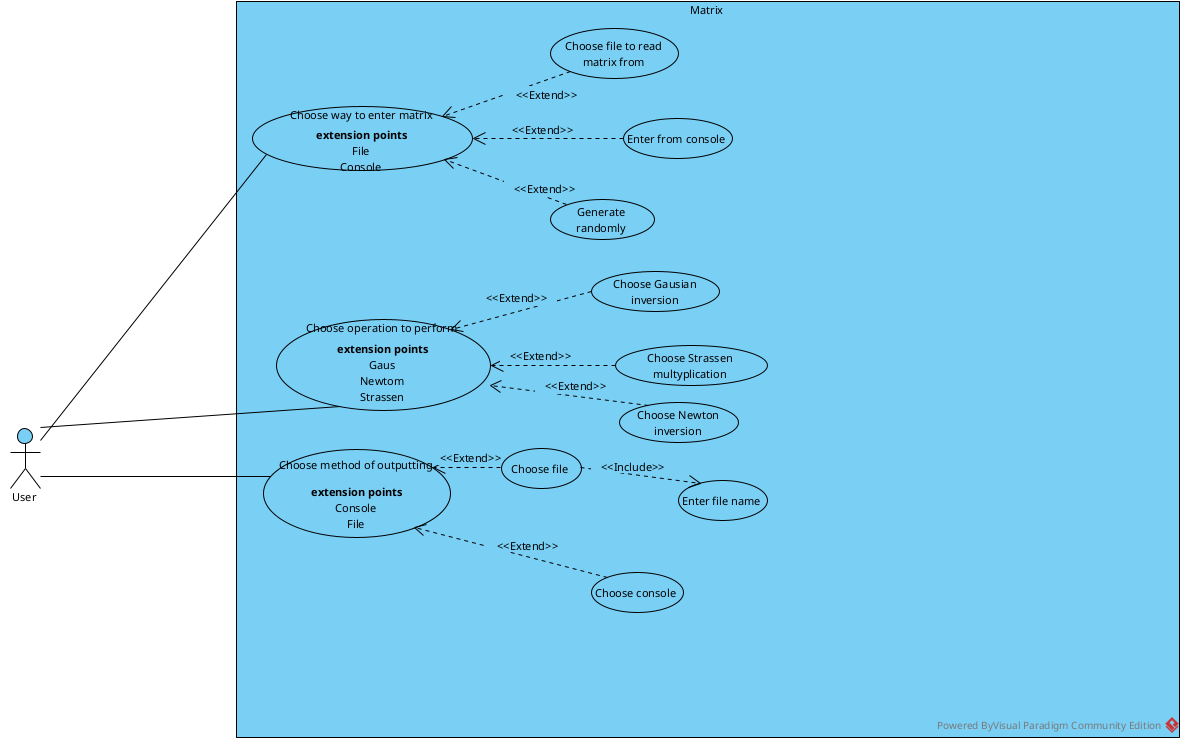 Matrix
Choose file to read
matrix from
<<Extend>>
Choose way to enter matrix
extension points
File
Console
<<Extend>>
Enter from console
<<Extend>>
Generate
randomly
Choose Gausian
inversion
<<Extend>>
Choose operation to perform
extension points
Gaus
Newtom
Strassen
<<Extend>>
Choose Strassen
multyplication
<<Extend>>
Choose Newton
inversion
User
Choose method of outputting
extension points
Console
File
<<Extend>>
Choose file
<<Include>>
Enter file name
<<Extend>>
Choose console
Powered ByVisual Paradigm Community Edition